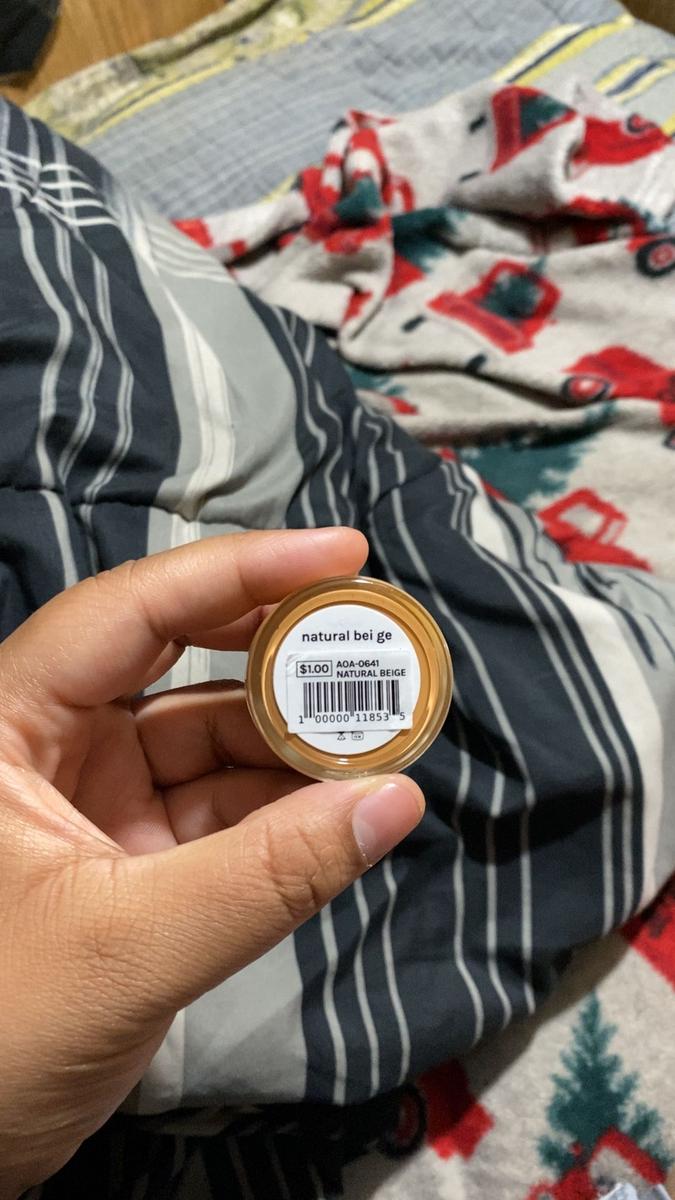 natural bei ge
$1.00 AOA-0641
NATURAL BEIGE
1 00000 11853 5